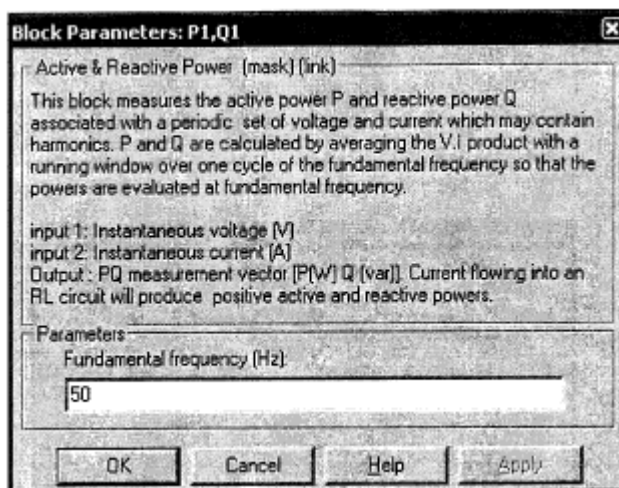 Block Parameters: P1,Q1
Active & Reactive Power (mask) (link)
This block measures the active power P and reactive power Q
associated with a periodic set of voltage and current which may contain
harmonics. P and Q are calculated by averaging the V.I product with a
running window over one cycle of the fundamental frequency so that the
powers are evaluated at fundamental frequency.
input 1: Instantaneous voltage (V)
input 2: Instantaneous current (A)
Output : PQ measurement vector [P(W) Q (var)]. Current flowing into an
RL circuit will produce positive active and reactive powers.
Parameters
Fundamental frequency (Hz)
50
OK Cancel Help Apply